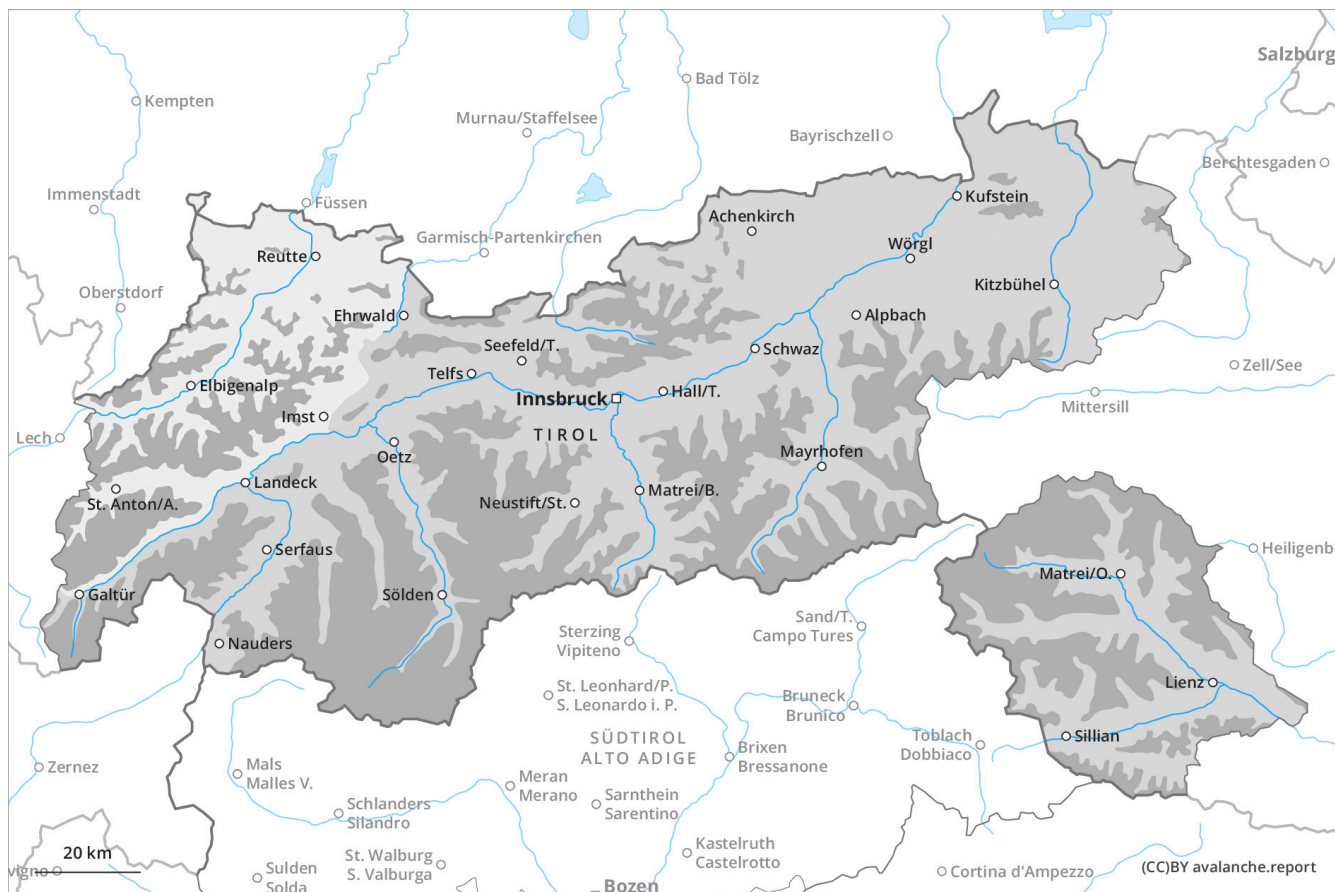 Salzburg
Bad Tölz
Kempten
Murnau/Staffelsee
Bayrischzell
Berchtesgaden
Immenstadt
Füssen
Kufstein
Achenkirch
Garmisch-Partenkirchen
Wörgl
Reutte
Kitzbühel
Oberstdorf
Ehrwald
Alpbach
Seefeld/T.
Schwaz
Zell/See
Telfs
Elbigenalp
Hall/T.
Innsbruck
Mittersill
Imst
Lech
TIROL
Oetz
Mayrhofen
Landeck
Matrei/B.
St. Anton/A.
Neustift/St.
Serfaus
Heiligenb
Matrei/O.
Galtür
Sölden
Sand/T.
Campo Tures
Sterzing
Vipiteno
Nauders
Lienz
St. Leonhard/P.
S. Leonardo i. P.
Bruneck
Brunico
Sillian
SÜDTIROL
ALTO ADIGE
Toblach
Dobbiaco
Brixen
Bressanone
Zernez
Mals
Malles V.
Meran
Merano
Sarnthein
Sarentino
Schlanders
Silandro
Kastelruth
Castelrotto
20 km
St. Walburg
S. Valburga
vigno
Sulden
Solda
Cortina d'Ampezzo
(CC)BY avalanche.report
Bozen